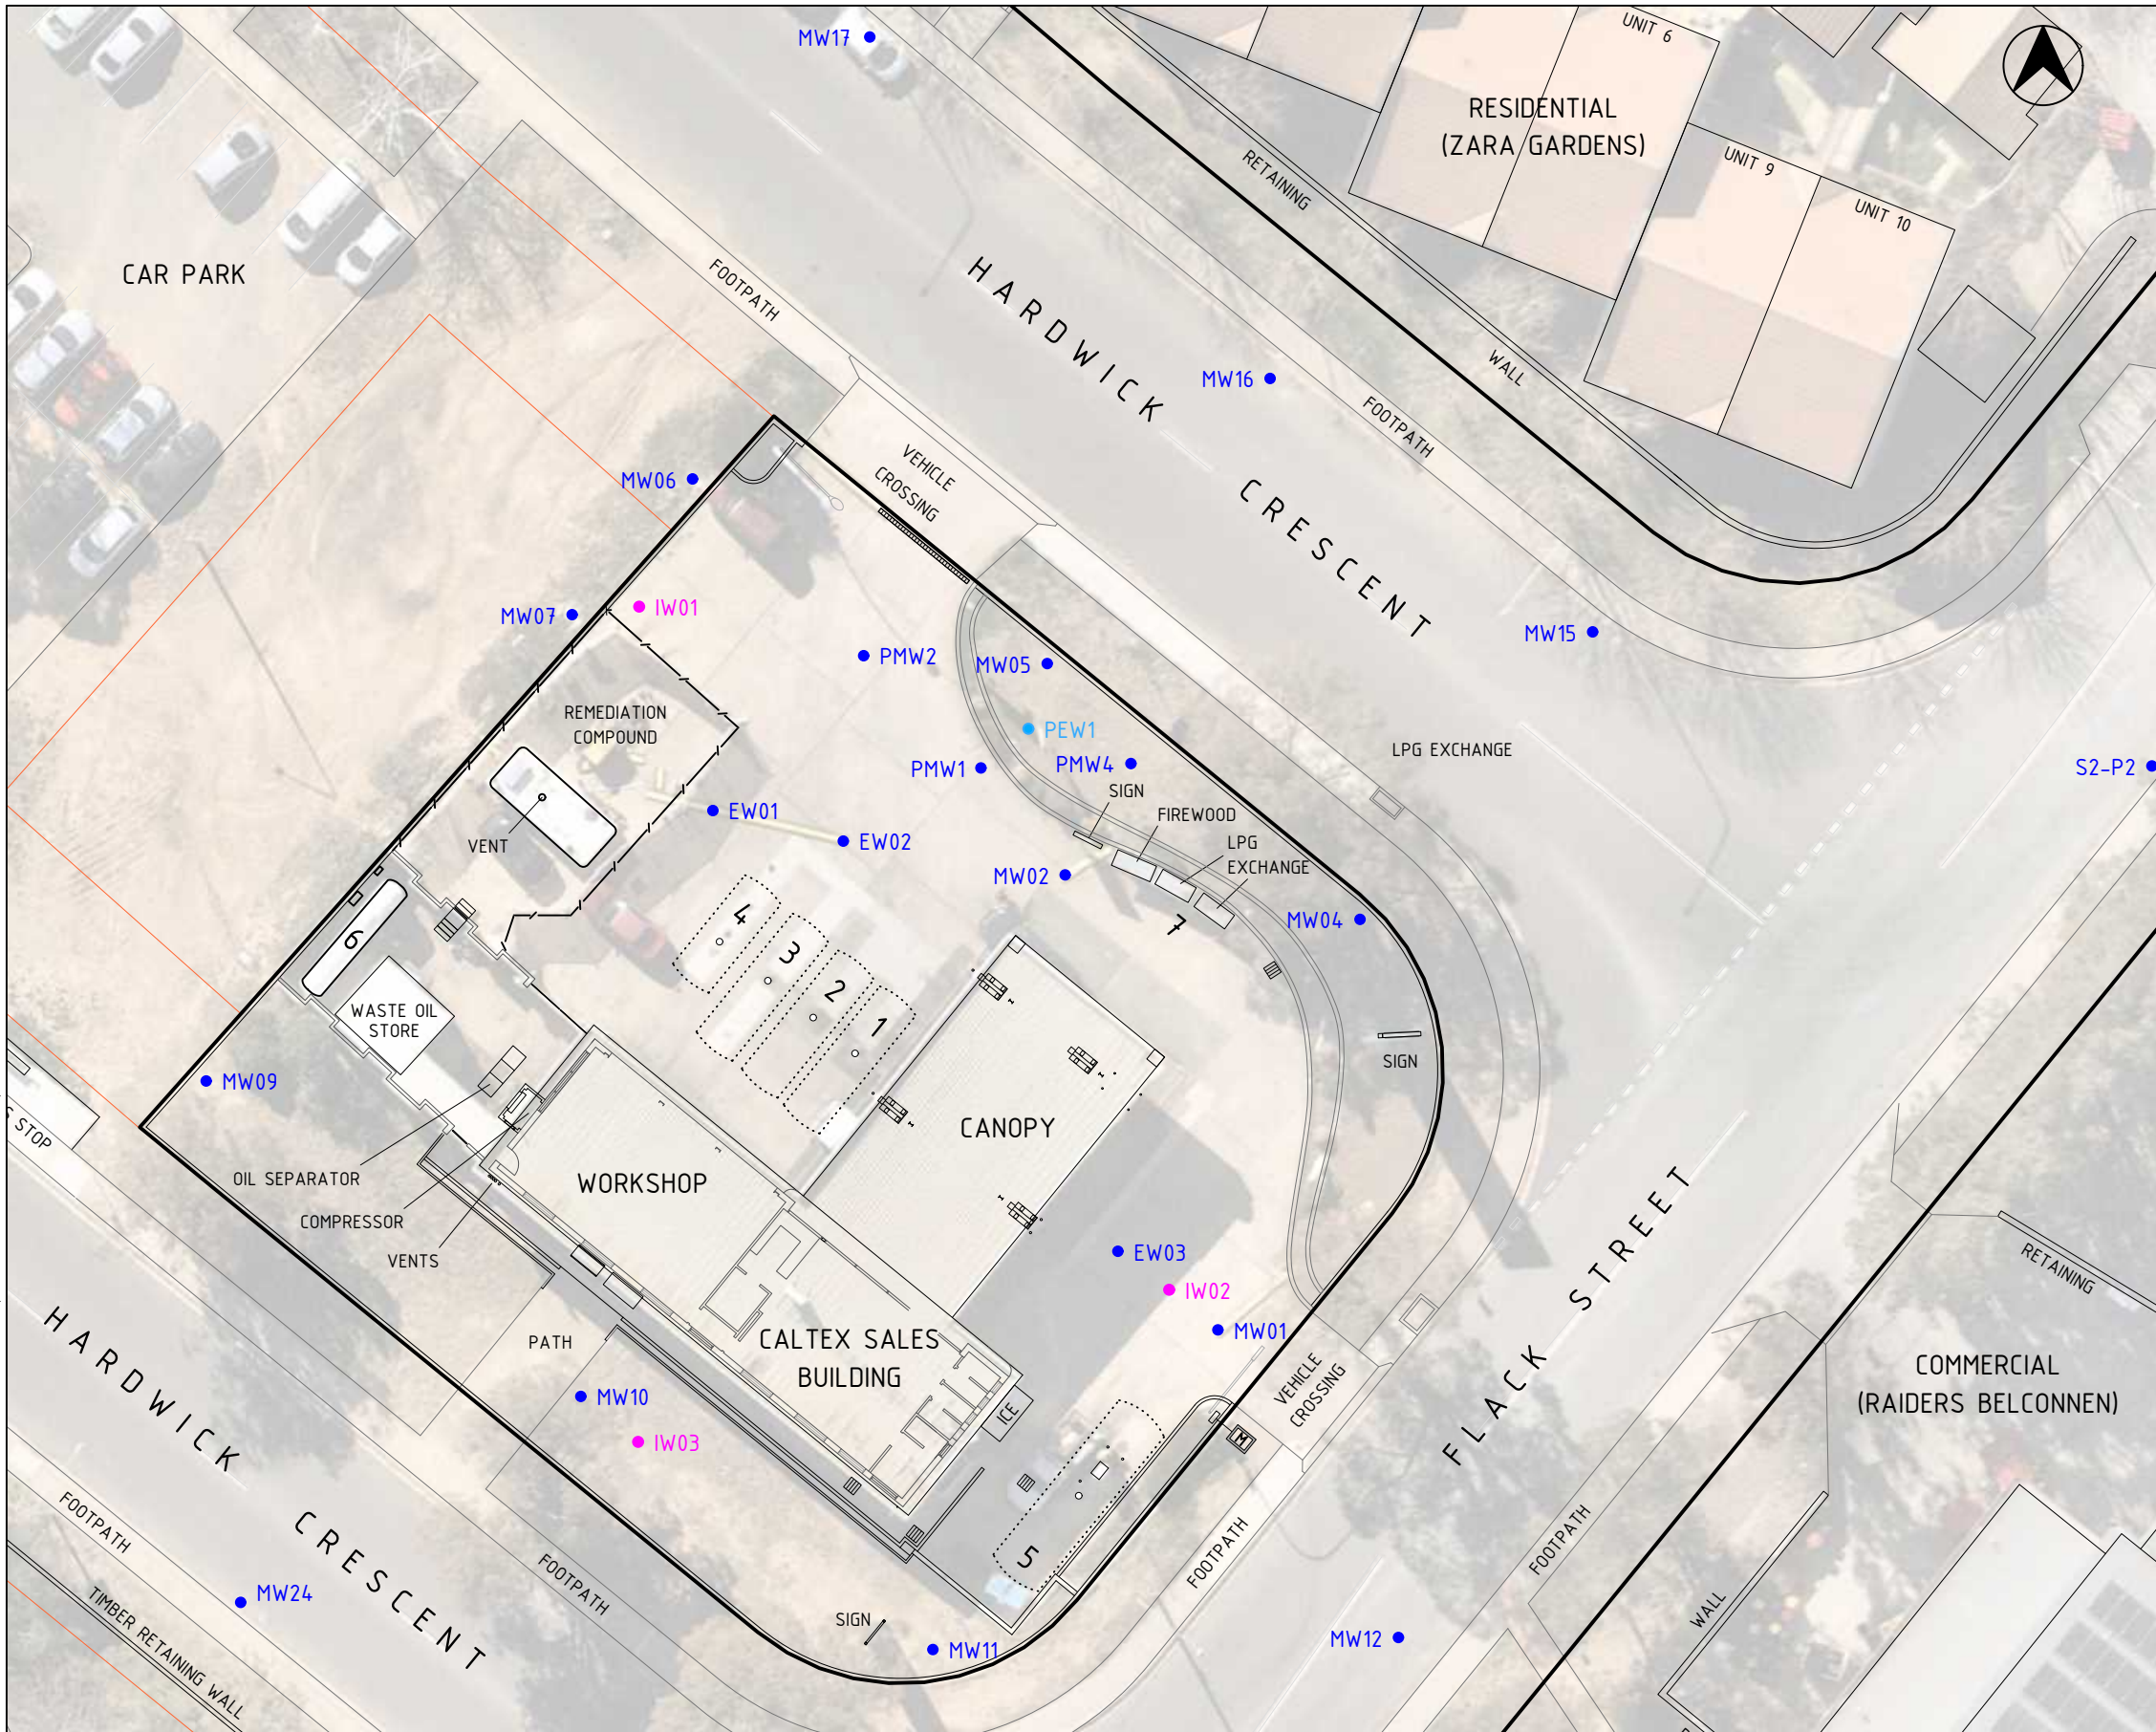 MW17
UNIT 6
RESIDENTIAL
(ZARA GARDENS)
UNIT 9
UNIT 10
RETAINING
WALL
CAR PARK
FOOTPATH
HARDWICK
CRESCENT
MW16
FOOTPATH
VEHICLE
CROSSING
MW06
MW07
IW01
PMW2
MW05
MW15
REMEDIATION
COMPOUND
PEW1
LPG EXCHANGE
PMW1
PMW4
S2-P2
SIGN
FIREWOOD
EW01
EW02
VENT
LPG
EXCHANGE
MW02
MW04
7
4
3
2
1
6
WASTE OIL
STORE
SIGN
MW09
CANOPY
S STOP
OIL SEPARATOR
WORKSHOP
COMPRESSOR
VENTS
EW03
IW02
MW01
FLACK STREET
RETAINING
HARDWICK
CRESCENT
PATH
CALTEX SALES
BUILDING
VEHICLE
CROSSING
COMMERCIAL
(RAIDERS BELCONNEN)
MW10
ICE
M
IW03
FOOTPATH
FOOTPATH
5
FOOTPATH
FOOTPATH
MW24
TIMBER RETAINING WALL
SIGN
MW11
MW12
WALL